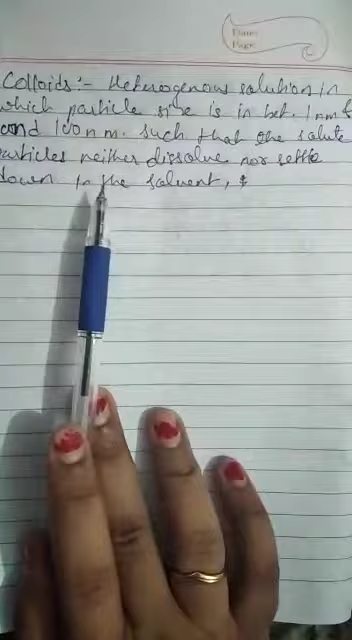 Colloids:- Heterogenous solution in
which particle size is in bet. 1nm
and 100nm. such that the solute
particles neither dissolve nor settle
down in the solvent,